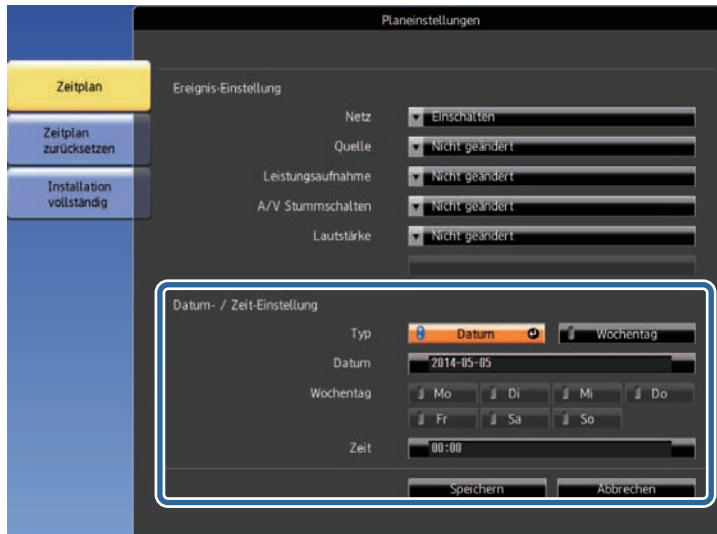 Planeinstellungen
Zeitplan
Zeitplan
zurücksetzen
Installation
vollständig
Ereignis-Einstellung
Netz Einschalten
Quelle Nicht geändert
Leistungsaufnahme Nicht geändert
A/V Stummschalten Nicht geändert
Lautstärke Nicht geändert
Datum- / Zeit-Einstellung
Typ Datum Wochentag
Datum 2014-05-05
Wochentag Mo Di Mi Do
Fr Sa So
Zeit 00:00
Speichern Abbrechen